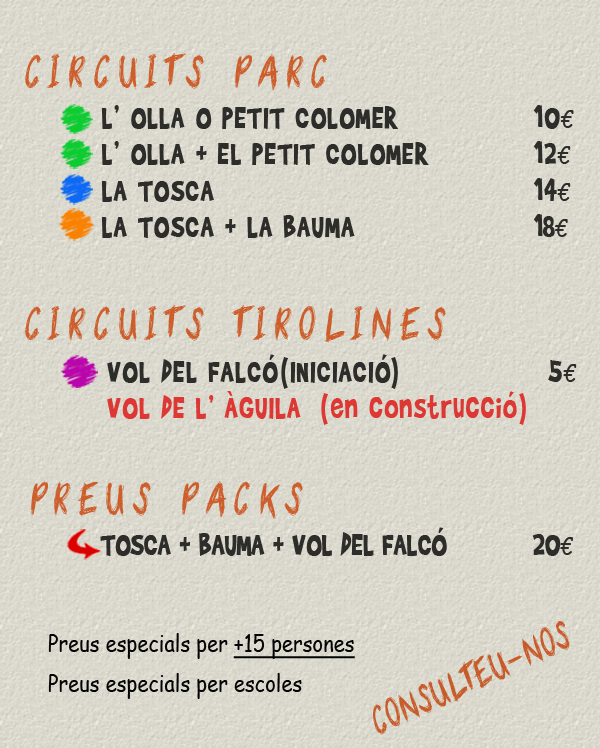 CIRCUITS PARC
L' OLLA O PETIT COLOMER 10€
L' OLLA + EL PETIT COLOMER 12€
LA TOSCA 14€
LA TOSCA + LA BAUMA 18€
CIRCUITS TIROLINES
VOL DEL FALCÓ(INICIACIÓ) 5€
VOL DE L' ÀGUILA (en construcció)
PREUS PACKS
TOSCA + BAUMA + VOL DEL FALCÓ 20€
Preus especials per +15 persones
Preus especials per escoles
CONSULTEU-NOS